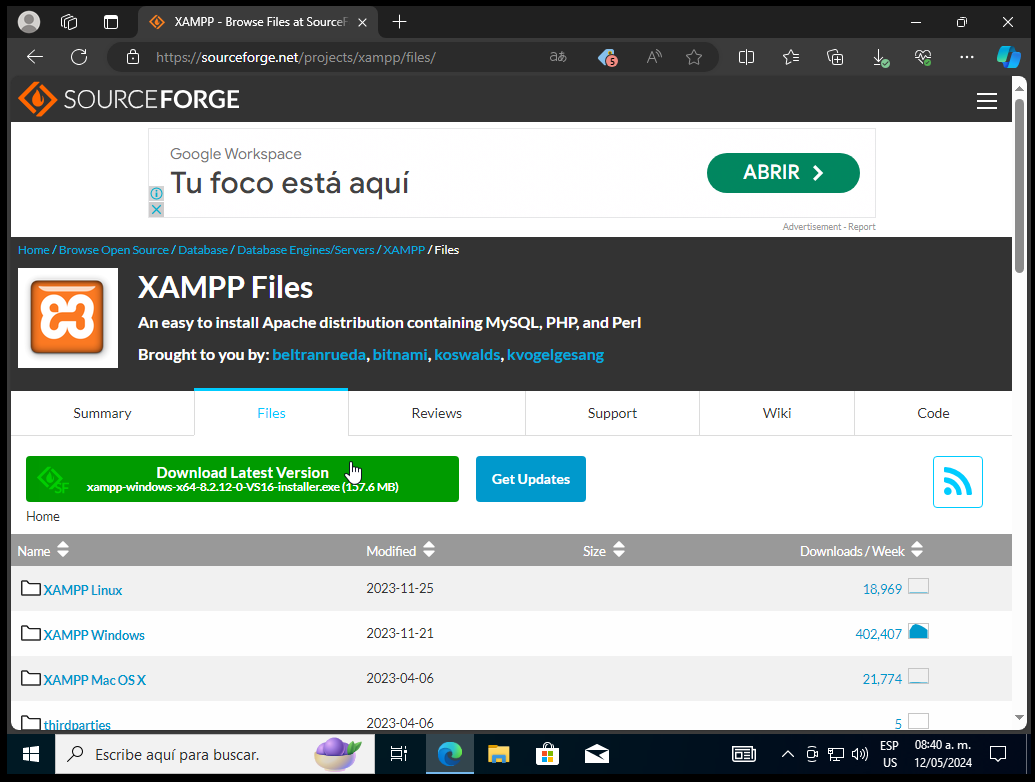 XAMPP - Browse Files at SourceF
https://sourceforge.net/projects/xampp/files/
aあ
5
A
SOURCEFORGE
Google Workspace
Tu foco está aquí
ABRIR
Advertisement - Report
Home / Browse Open Source / Database / Database Engines/Servers / XAMPP / Files
XAMPP Files
An easy to install Apache distribution containing MySQL, PHP, and Perl
Brought to you by: beltranrueda, bitnami, koswalds, kvogelgesang
Summary
Files
Reviews
Support
Wiki
Code
SF
Download Latest Version
xampp-windows-x64-8.2.12-0-VS16-installer.exe (157.6 MB)
Get Updates
Home
Name Modified Size Downloads / Week
XAMPP Linux 2023-11-25 18,969
XAMPP Windows 2023-11-21 402,407
XAMPP Mac OS X 2023-04-06 21,774
thirdparties 2023-04-06 5
Escribe aquí para buscar.
ESP
US
08:40 a. m.
12/05/2024